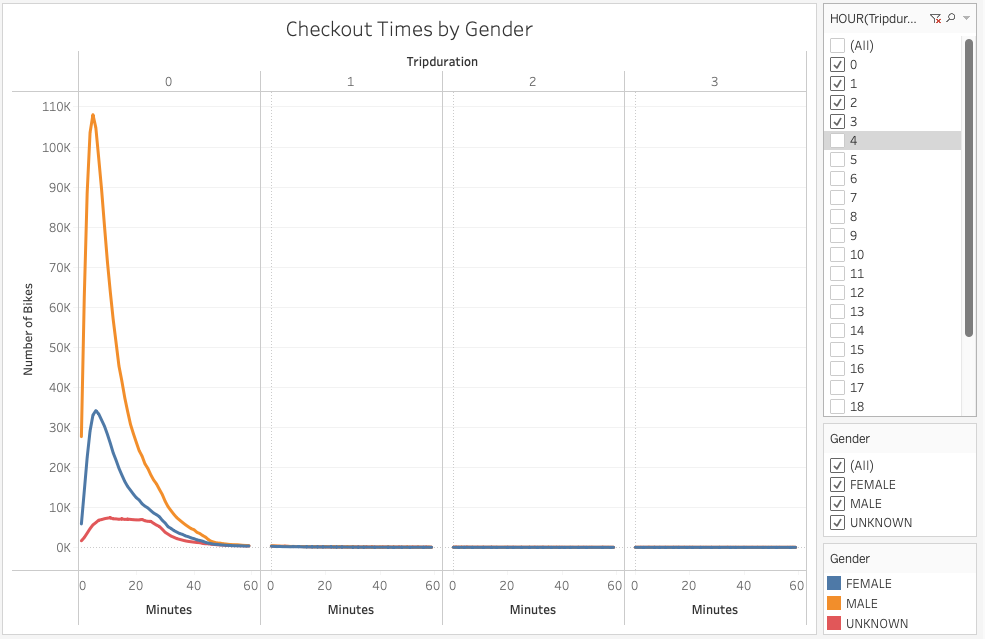 Checkout Times by Gender
Tripduration
0 1 2 3
110K
100K
90K
80K
70K
60K
50K
40K
30K
20K
10K
0K
Number of Bikes
0 20 40 60 0 20 40 60 0 20 40 60 0 20 40 60
Minutes Minutes Minutes Minutes
HOUR(Tripdur...
(All)
0
1
2
3
4
5
6
7
8
9
10
11
12
13
14
15
16
17
18
Gender
(All)
FEMALE
MALE
UNKNOWN
Gender
FEMALE
MALE
UNKNOWN